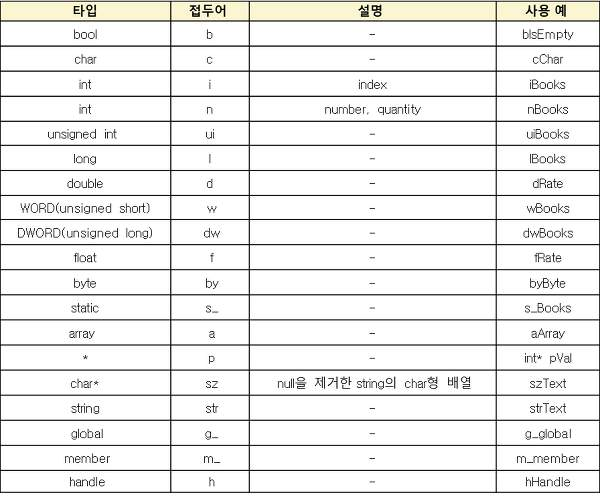 타입 접두어 설명 사용 예
bool b - bIsEmpty
char c - cChar
int i index iBooks
int n number, quantity nBooks
unsigned int ui - uiBooks
long l - lBooks
double d - dRate
WORD(unsigned short) w - wBooks
DWORD(unsigned long) dw - dwBooks
float f - fRate
byte by - byByte
static s_ - s_Books
array a - aArray
* p - int* pVal
char* sz null을 제거한 string의 char형 배열 szText
string str - strText
global g_ - g_global
member m_ - m_member
handle h - hHandle